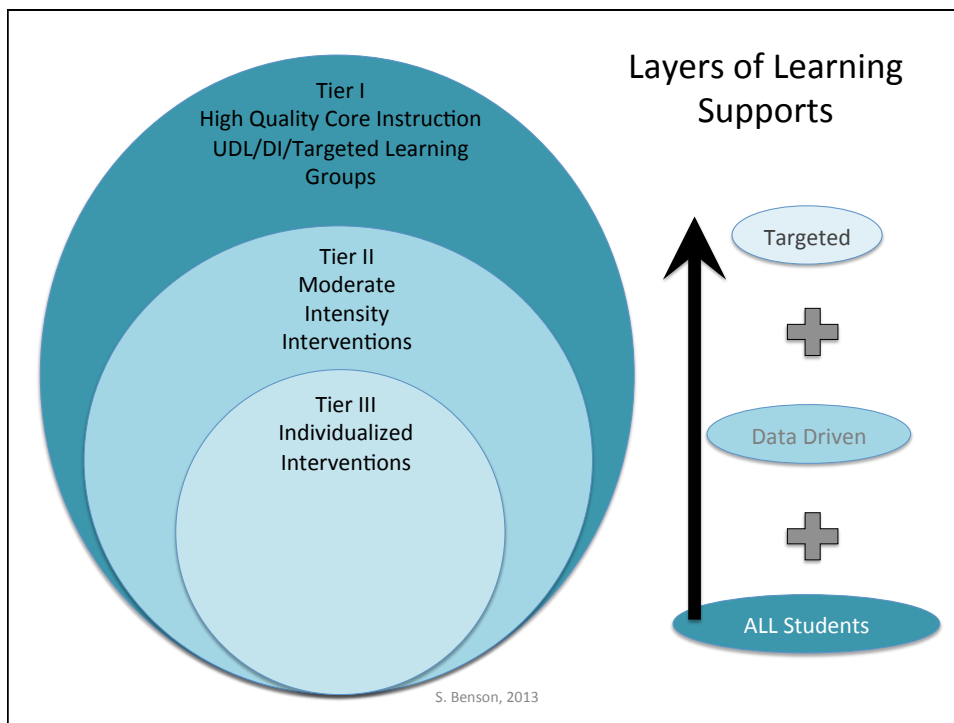 Layers of Learning
Supports
Tier I
High Quality Core Instruction
UDL/DI/Targeted Learning
Groups
Tier II
Moderate
Intensity
Interventions
Tier III
Individualized
Interventions
Targeted
Data Driven
ALL Students
S. Benson, 2013